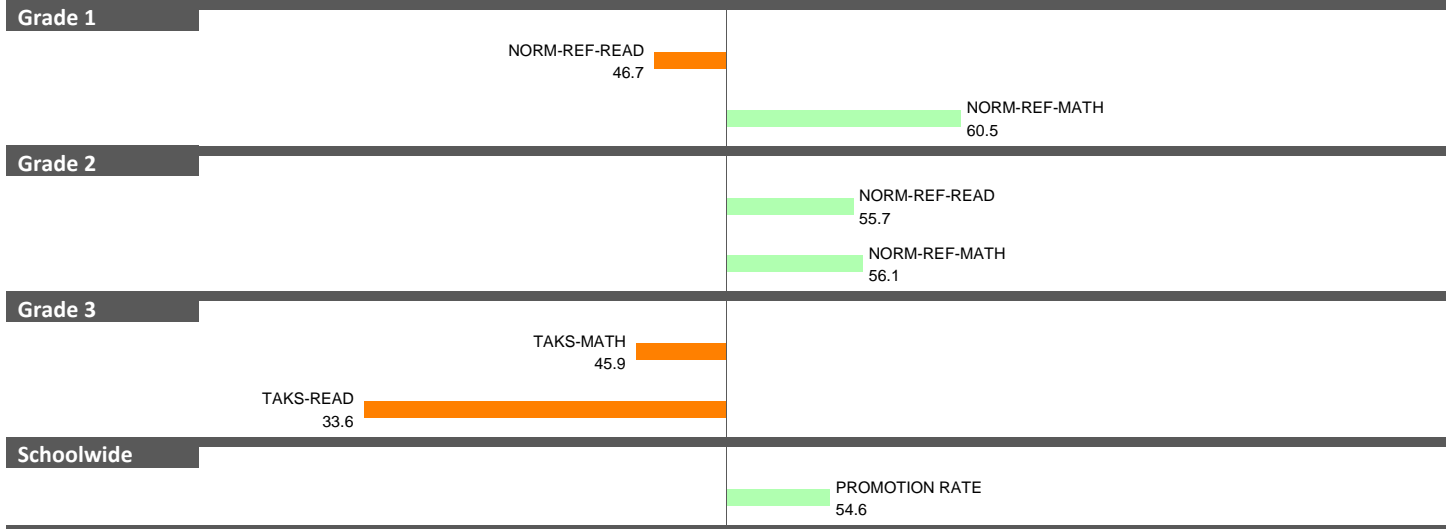 Grade 1
NORM-REF-READ
46.7
NORM-REF-MATH
60.5
Grade 2
NORM-REF-READ
55.7
NORM-REF-MATH
56.1
Grade 3
TAKS-MATH
45.9
TAKS-READ
33.6
Schoolwide
PROMOTION RATE
54.6